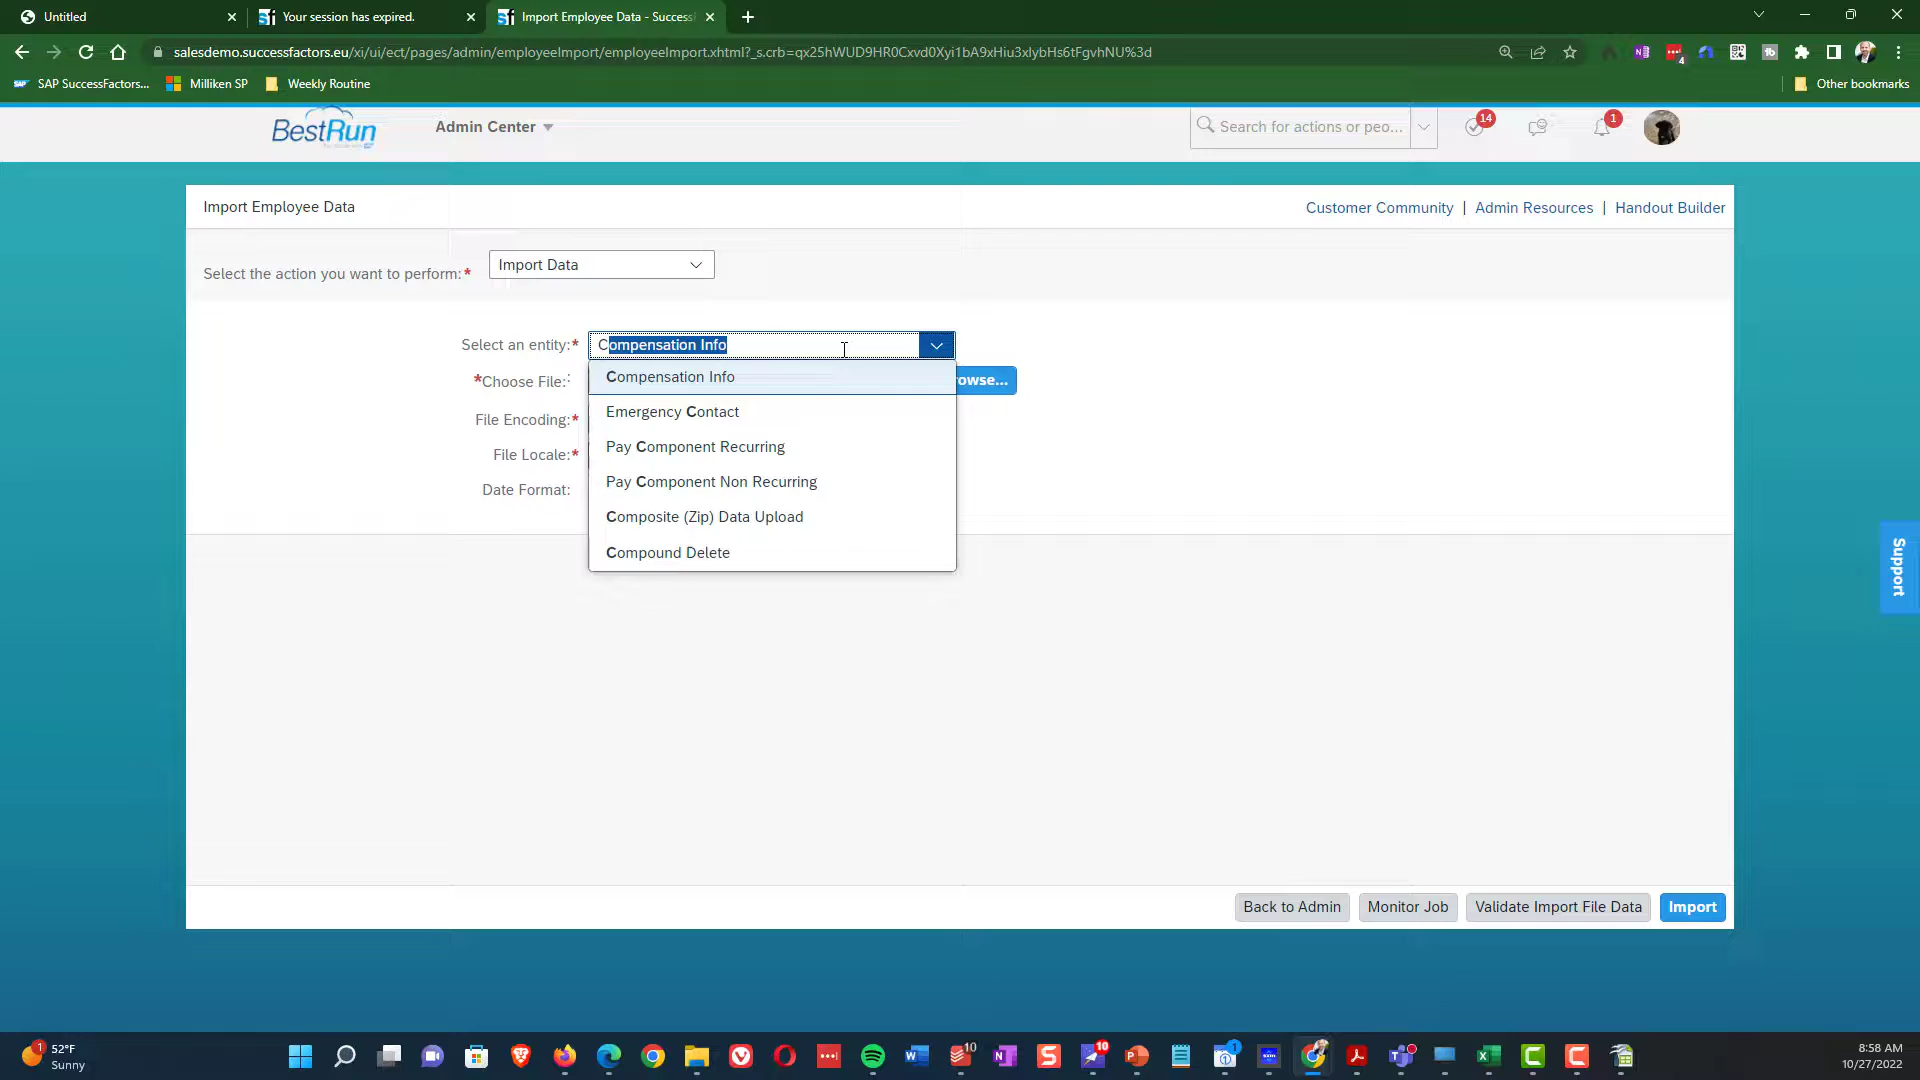 Untitled
Your session has expired.
Import Employee Data - Success
salesdemo.successfactors.eu/xi/ui/ect/pages/admin/employeeImport/employeeImport.xhtml?_s.crb=qx25hWUD9HR0Cxvd0Xyi1bA9xHiu3xlybHs6tFgvhNU%3d
4
SAP SuccessFactors...
Milliken SP
Weekly Routine
Other bookmarks
BestRun
Admin Center
Search for actions or peo...
14
1
Import Employee Data
Customer Community | Admin Resources | Handout Builder
Select the action you want to perform:*
Import Data
Select an entity:*
Compensation Info
*Choose File:
owse...
File Encoding:*
File Locale:*
Date Format:
Compensation Info
Emergency Contact
Pay Component Recurring
Pay Component Non Recurring
Composite (Zip) Data Upload
Compound Delete
Support
Back to Admin
Monitor Job
Validate Import File Data
Import
1
52°F
Sunny
10
10
1
8:58 AM
10/27/2022